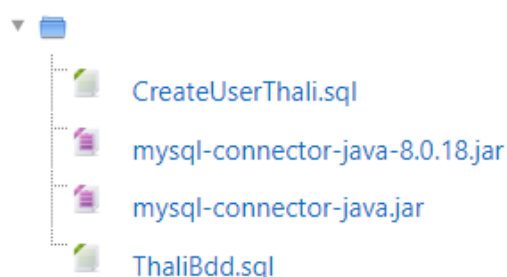 CreateUserThali.sql
mysql-connector-java-8.0.18.jar
mysql-connector-java.jar
ThaliBdd.sql